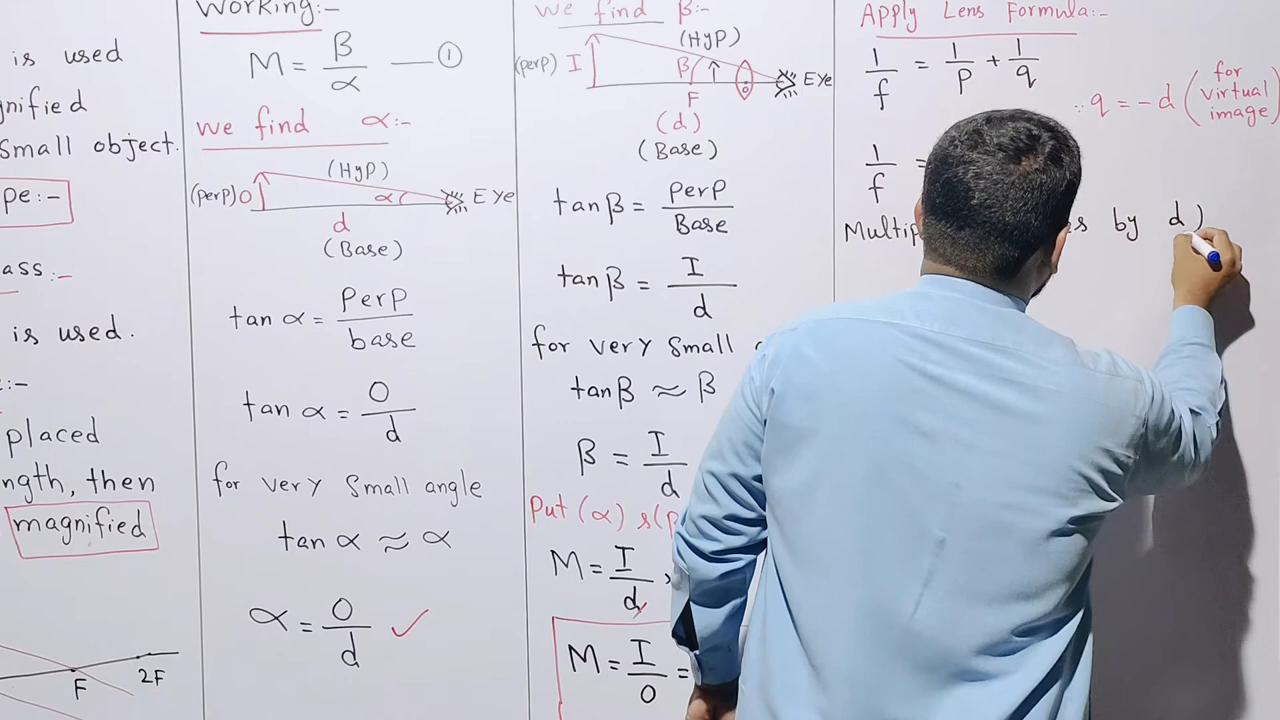 is used
gnified
Small object.
pe:-
ass:-
is used.
e:-
placed
ngth, then
magnified
F
2F
Working:-
M = β/α —— ①
We find α:-
(HyP)
(perP) O
α
Eye
d
(Base)
tan α = PerP/base
tan α = O/d
for very Small angle
tan α ≈ α
α = O/d ✓
We find β:-
(HyP)
(perP) I
β
Eye
F
(d)
(Base)
tan β = PerP/Base
tan β = I/d
for very Small
tan β ≈ β
β = I/d
Put (α) &
M = I/d
M = I/O =
Apply Lens Formula:-
1/f = 1/P + 1/q
∵ q = -d (for virtual image)
1/f =
Multip s by d)